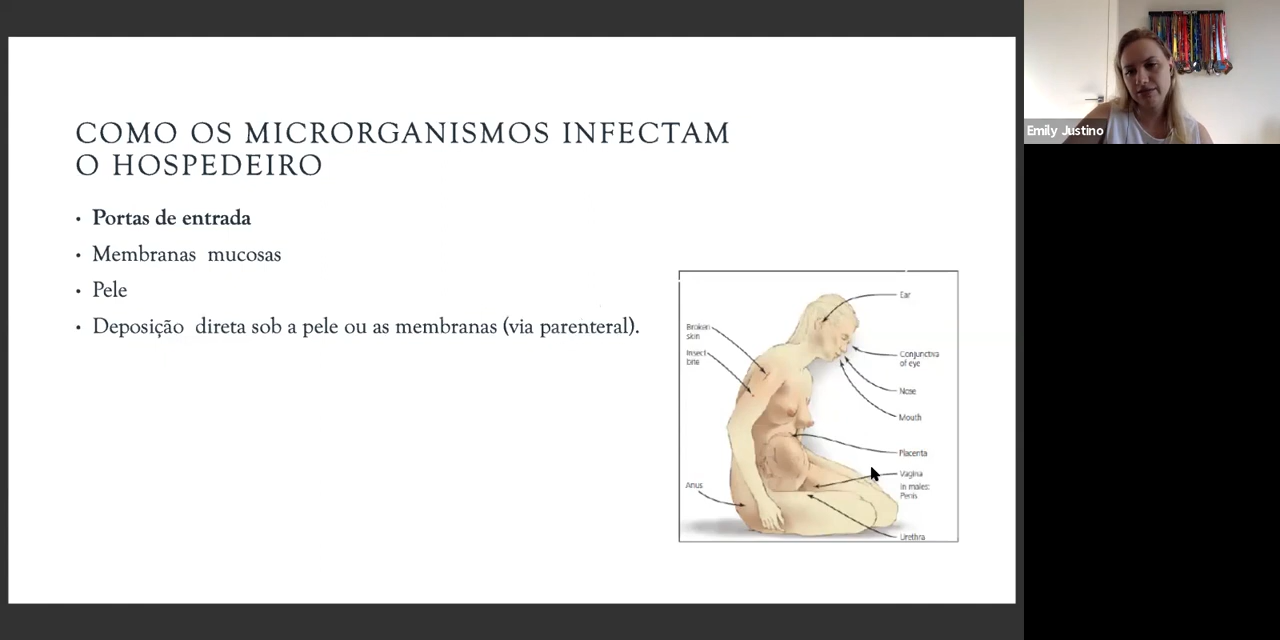 COMO OS MICRORGANISMOS INFECTAM
O HOSPEDEIRO
• Portas de entrada
• Membranas mucosas
• Pele
• Deposição direta sob a pele ou as membranas (via parenteral).
Ear
Broken
skin
Insect
bite
Conjunctiva
of eye
Nose
Mouth
Placenta
Vagina
In males:
Penis
Anus
Urethra
Emily Justino